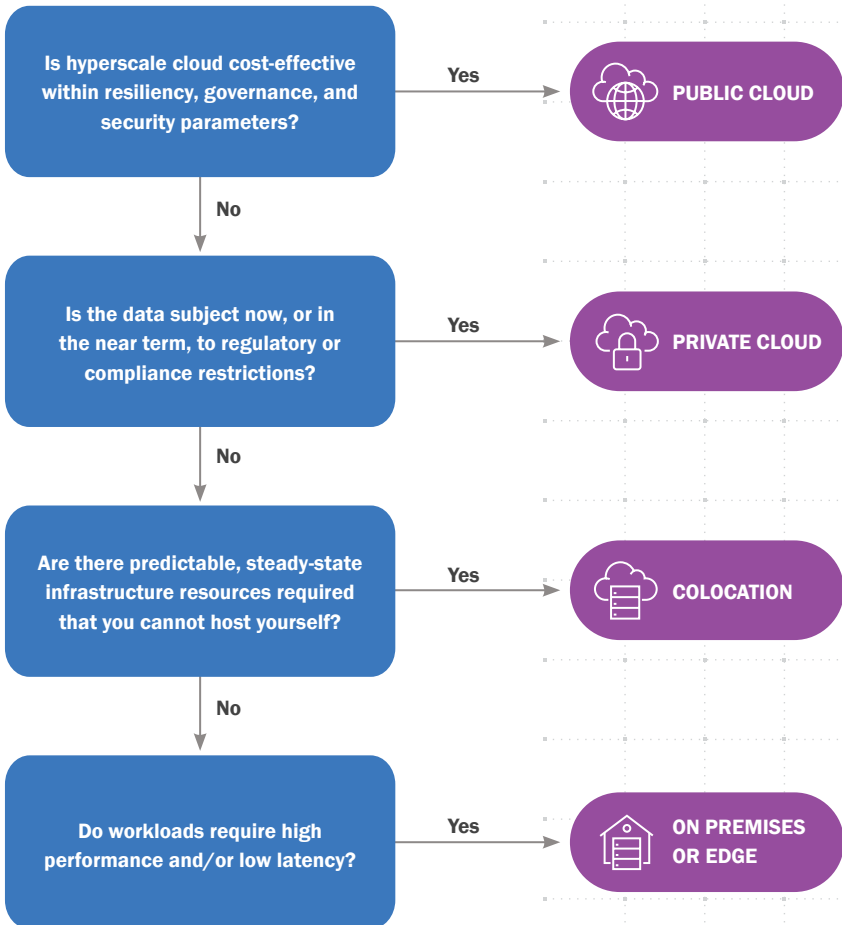 Is hyperscale cloud cost-effective
within resiliency, governance, and
security parameters?
Yes
PUBLIC CLOUD
No
Is the data subject now, or in
the near term, to regulatory or
compliance restrictions?
Yes
PRIVATE CLOUD
No
Are there predictable, steady-state
infrastructure resources required
that you cannot host yourself?
Yes
COLOCATION
No
Do workloads require high
performance and/or low latency?
Yes
ON PREMISES
OR EDGE